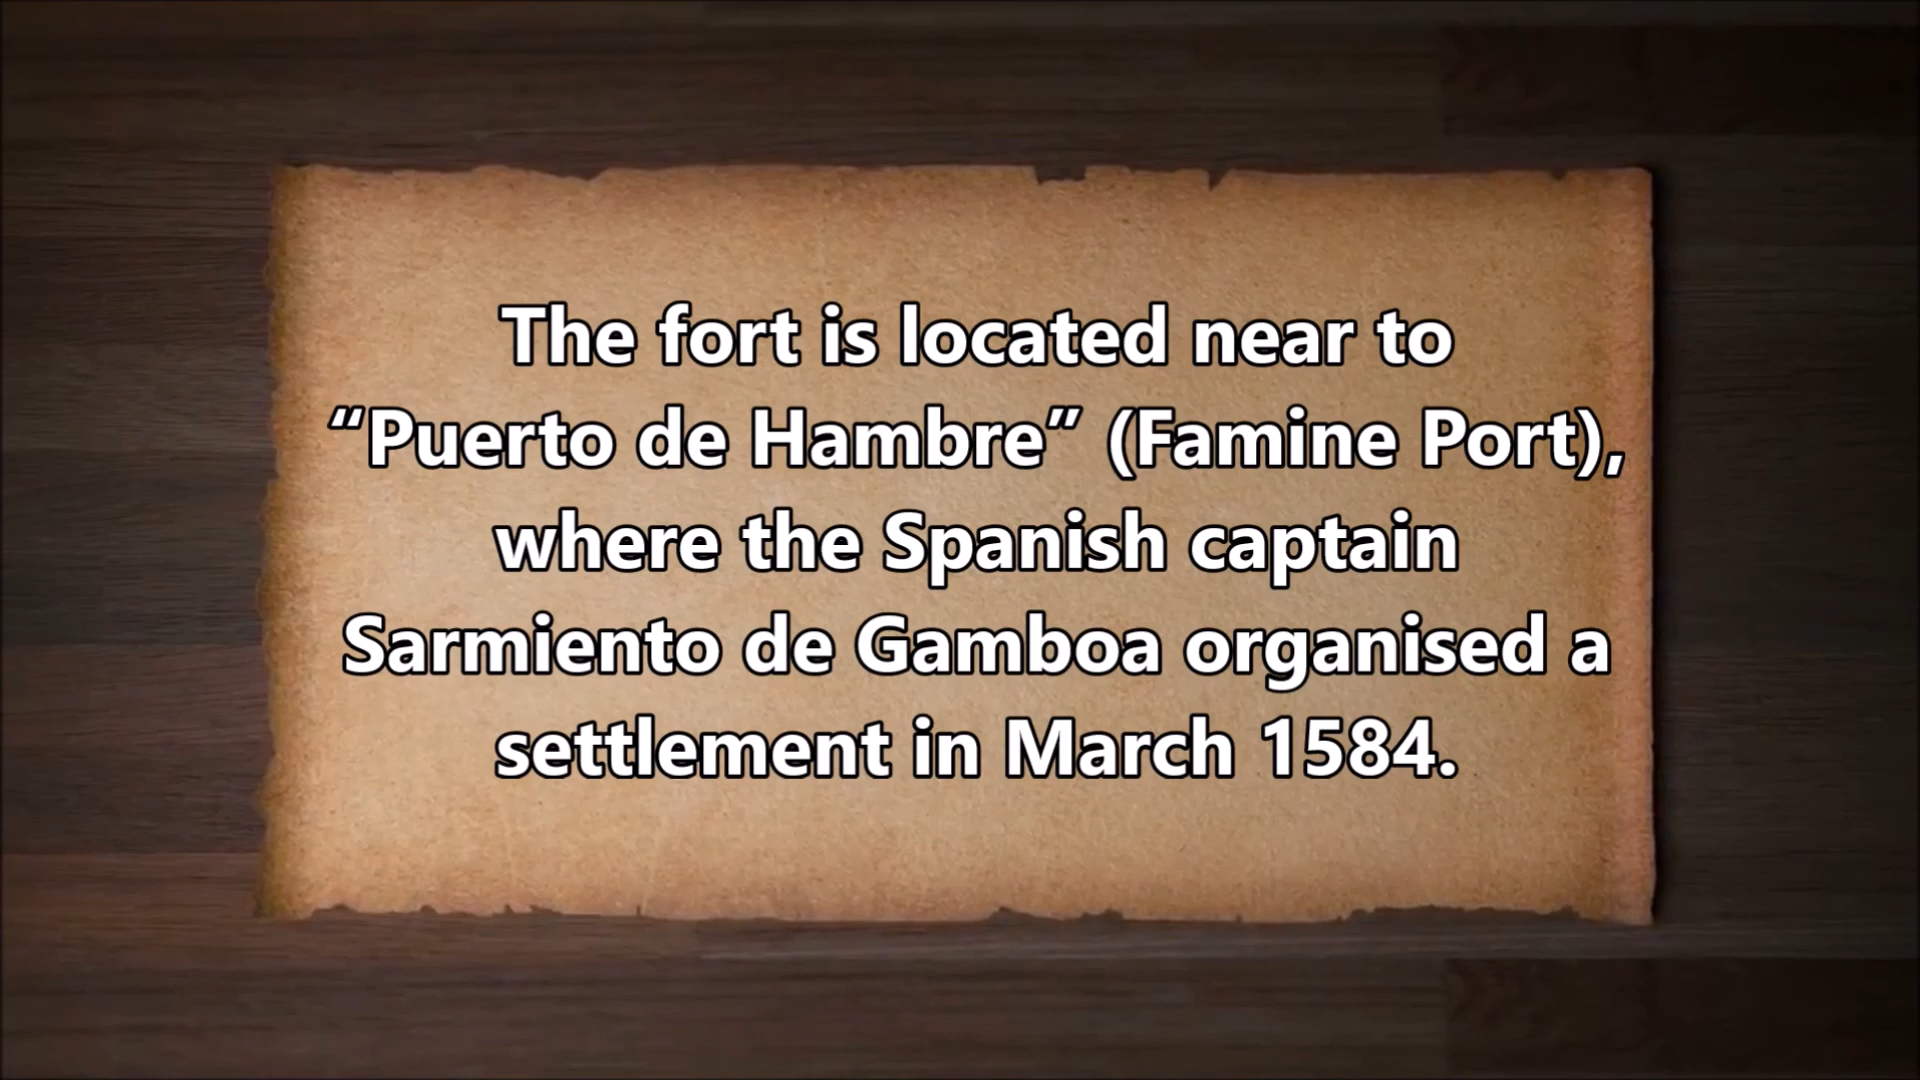 The fort is located near to
“Puerto de Hambre” (Famine Port),
where the Spanish captain
Sarmiento de Gamboa organised a
settlement in March 1584.